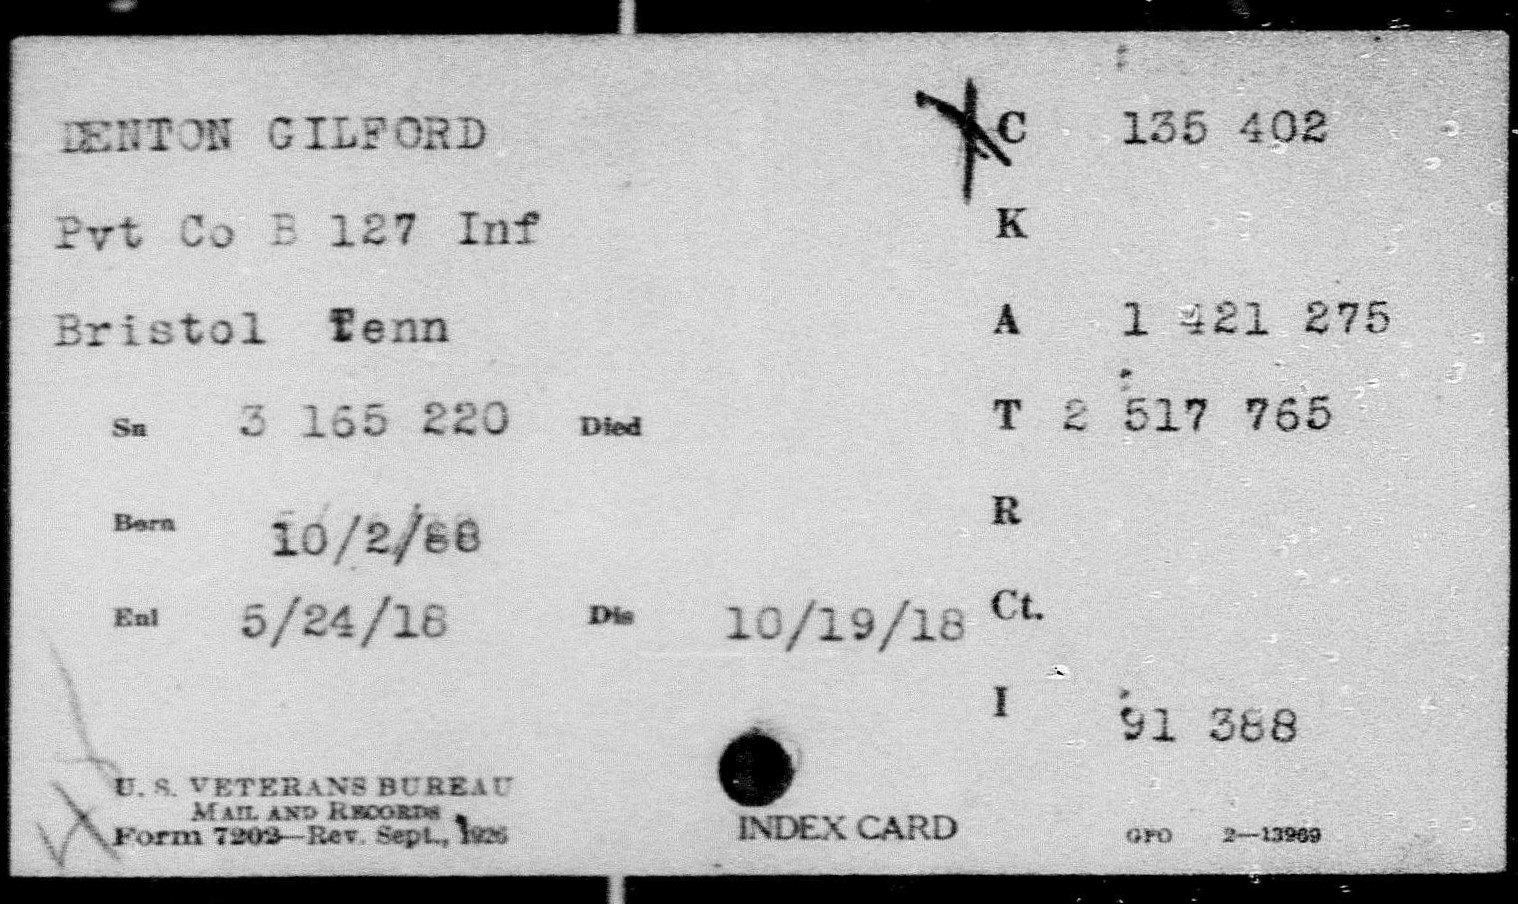 DENTON GILFORD
C 135 402
Pvt Co B 127 Inf
K
Bristol Tenn
A 1 421 275
Sn 3 165 220 Died
T 2 517 765
Born 10/2/88
R
Enl 5/24/18 Dis 10/19/18
Ct.
I 91 388
U. S. VETERANS BUREAU
MAIL AND RECORDS
Form 7202—Rev. Sept., 1926
INDEX CARD
GPO 2—13969